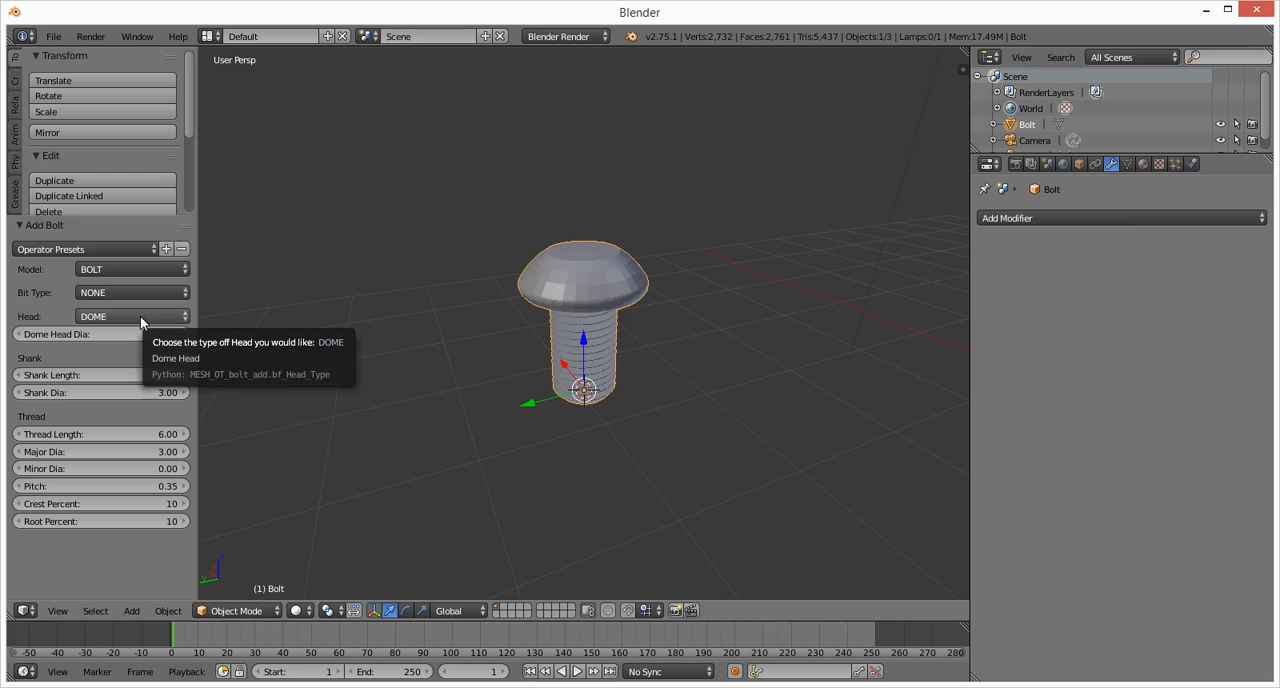 Blender
File Render Window Help Default Scene Blender Render v2.75.1 | Verts:2,732 | Faces:2,761 | Tris:5,437 | Objects:1/3 | Lamps:0/1 | Mem:17.49M | Bolt
View Search All Scenes
Transform
Translate
Rotate
Scale
Mirror
Edit
Duplicate
Duplicate Linked
Delete
To
Cr
Rela
Anim
Phy
Grease
User Persp
Scene
RenderLayers |
World |
Bolt |
Camera |
Bolt
Add Modifier
Add Bolt
Operator Presets
Model: BOLT
Bit Type: NONE
Head: DOME
Dome Head Dia:
Choose the type off Head you would like: DOME
Dome Head
Python: MESH_OT_bolt_add.bf_Head_Type
Shank
Shank Length:
Shank Dia: 3.00
Thread
Thread Length: 6.00
Major Dia: 3.00
Minor Dia: 0.00
Pitch: 0.35
Crest Percent: 10
Root Percent: 10
z
y
(1) Bolt
View Select Add Object Object Mode Global
-50 -40 -30 -20 -10 0 10 20 30 40 50 60 70 80 90 100 110 120 130 140 150 160 170 180 190 200 210 220 230 240 250 260 270 280
View Marker Frame Playback Start: 1 End: 250 1 No Sync